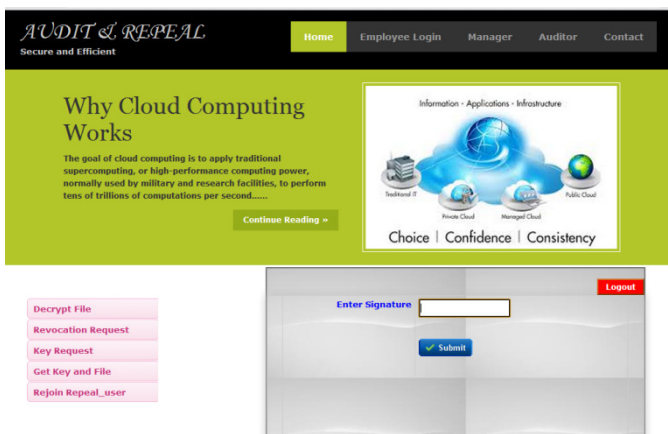 AUDIT & REPEAL
Secure and Efficient
Home
Employee Login
Manager
Auditor
Contact
Why Cloud Computing
Works
The goal of cloud computing is to apply traditional
supercomputing, or high-performance computing power,
normally used by military and research facilities, to perform
tens of trillions of computations per second......
Continue Reading »
Information - Applications - Infrastructure
Traditional IT
Private Cloud
Managed Cloud
Public Cloud
Choice | Confidence | Consistency
Decrypt File
Revocation Request
Key Request
Get Key and File
Rejoin Repeal_user
Logout
Enter Signature
Submit